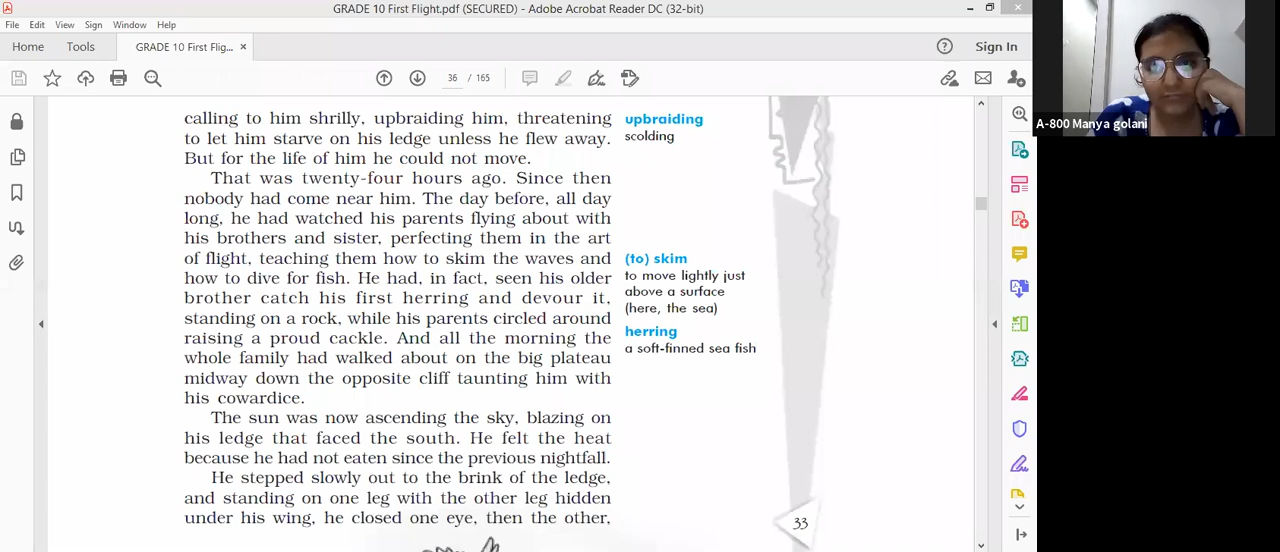 GRADE 10 First Flight.pdf (SECURED) - Adobe Acrobat Reader DC (32-bit)
File Edit View Sign Window Help
Home Tools GRADE 10 First Flig... × Sign In
36 / 165
calling to him shrilly, upbraiding him, threatening
to let him starve on his ledge unless he flew away.
But for the life of him he could not move.
That was twenty-four hours ago. Since then
nobody had come near him. The day before, all day
long, he had watched his parents flying about with
his brothers and sister, perfecting them in the art
of flight, teaching them how to skim the waves and
how to dive for fish. He had, in fact, seen his older
brother catch his first herring and devour it,
standing on a rock, while his parents circled around
raising a proud cackle. And all the morning the
whole family had walked about on the big plateau
midway down the opposite cliff taunting him with
his cowardice.
The sun was now ascending the sky, blazing on
his ledge that faced the south. He felt the heat
because he had not eaten since the previous nightfall.
He stepped slowly out to the brink of the ledge,
and standing on one leg with the other leg hidden
under his wing, he closed one eye, then the other,
upbraiding
scolding
(to) skim
to move lightly just
above a surface
(here, the sea)
herring
a soft-finned sea fish
33
A-800 Manya golani